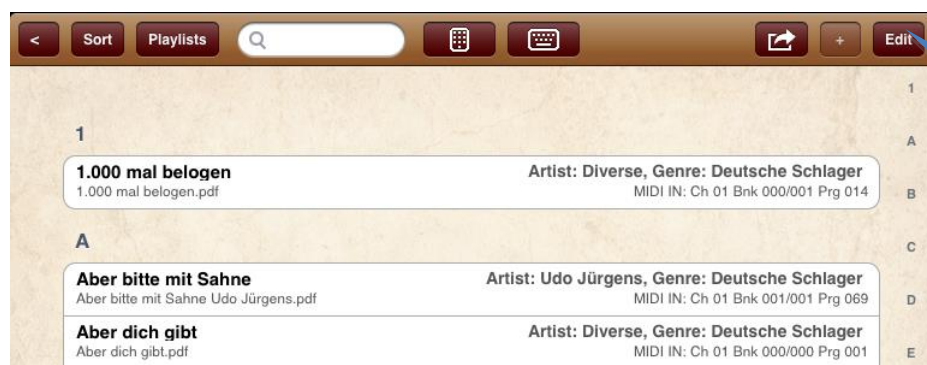 < Sort Playlists + Edit
1
1
A
1.000 mal belogen Artist: Diverse, Genre: Deutsche Schlager
1.000 mal belogen.pdf MIDI IN: Ch 01 Bnk 000/001 Prg 014
B
A
C
Aber bitte mit Sahne Artist: Udo Jürgens, Genre: Deutsche Schlager
Aber bitte mit Sahne Udo Jürgens.pdf MIDI IN: Ch 01 Bnk 001/001 Prg 069
D
Aber dich gibt Artist: Diverse, Genre: Deutsche Schlager
Aber dich gibt.pdf MIDI IN: Ch 01 Bnk 000/000 Prg 001
E